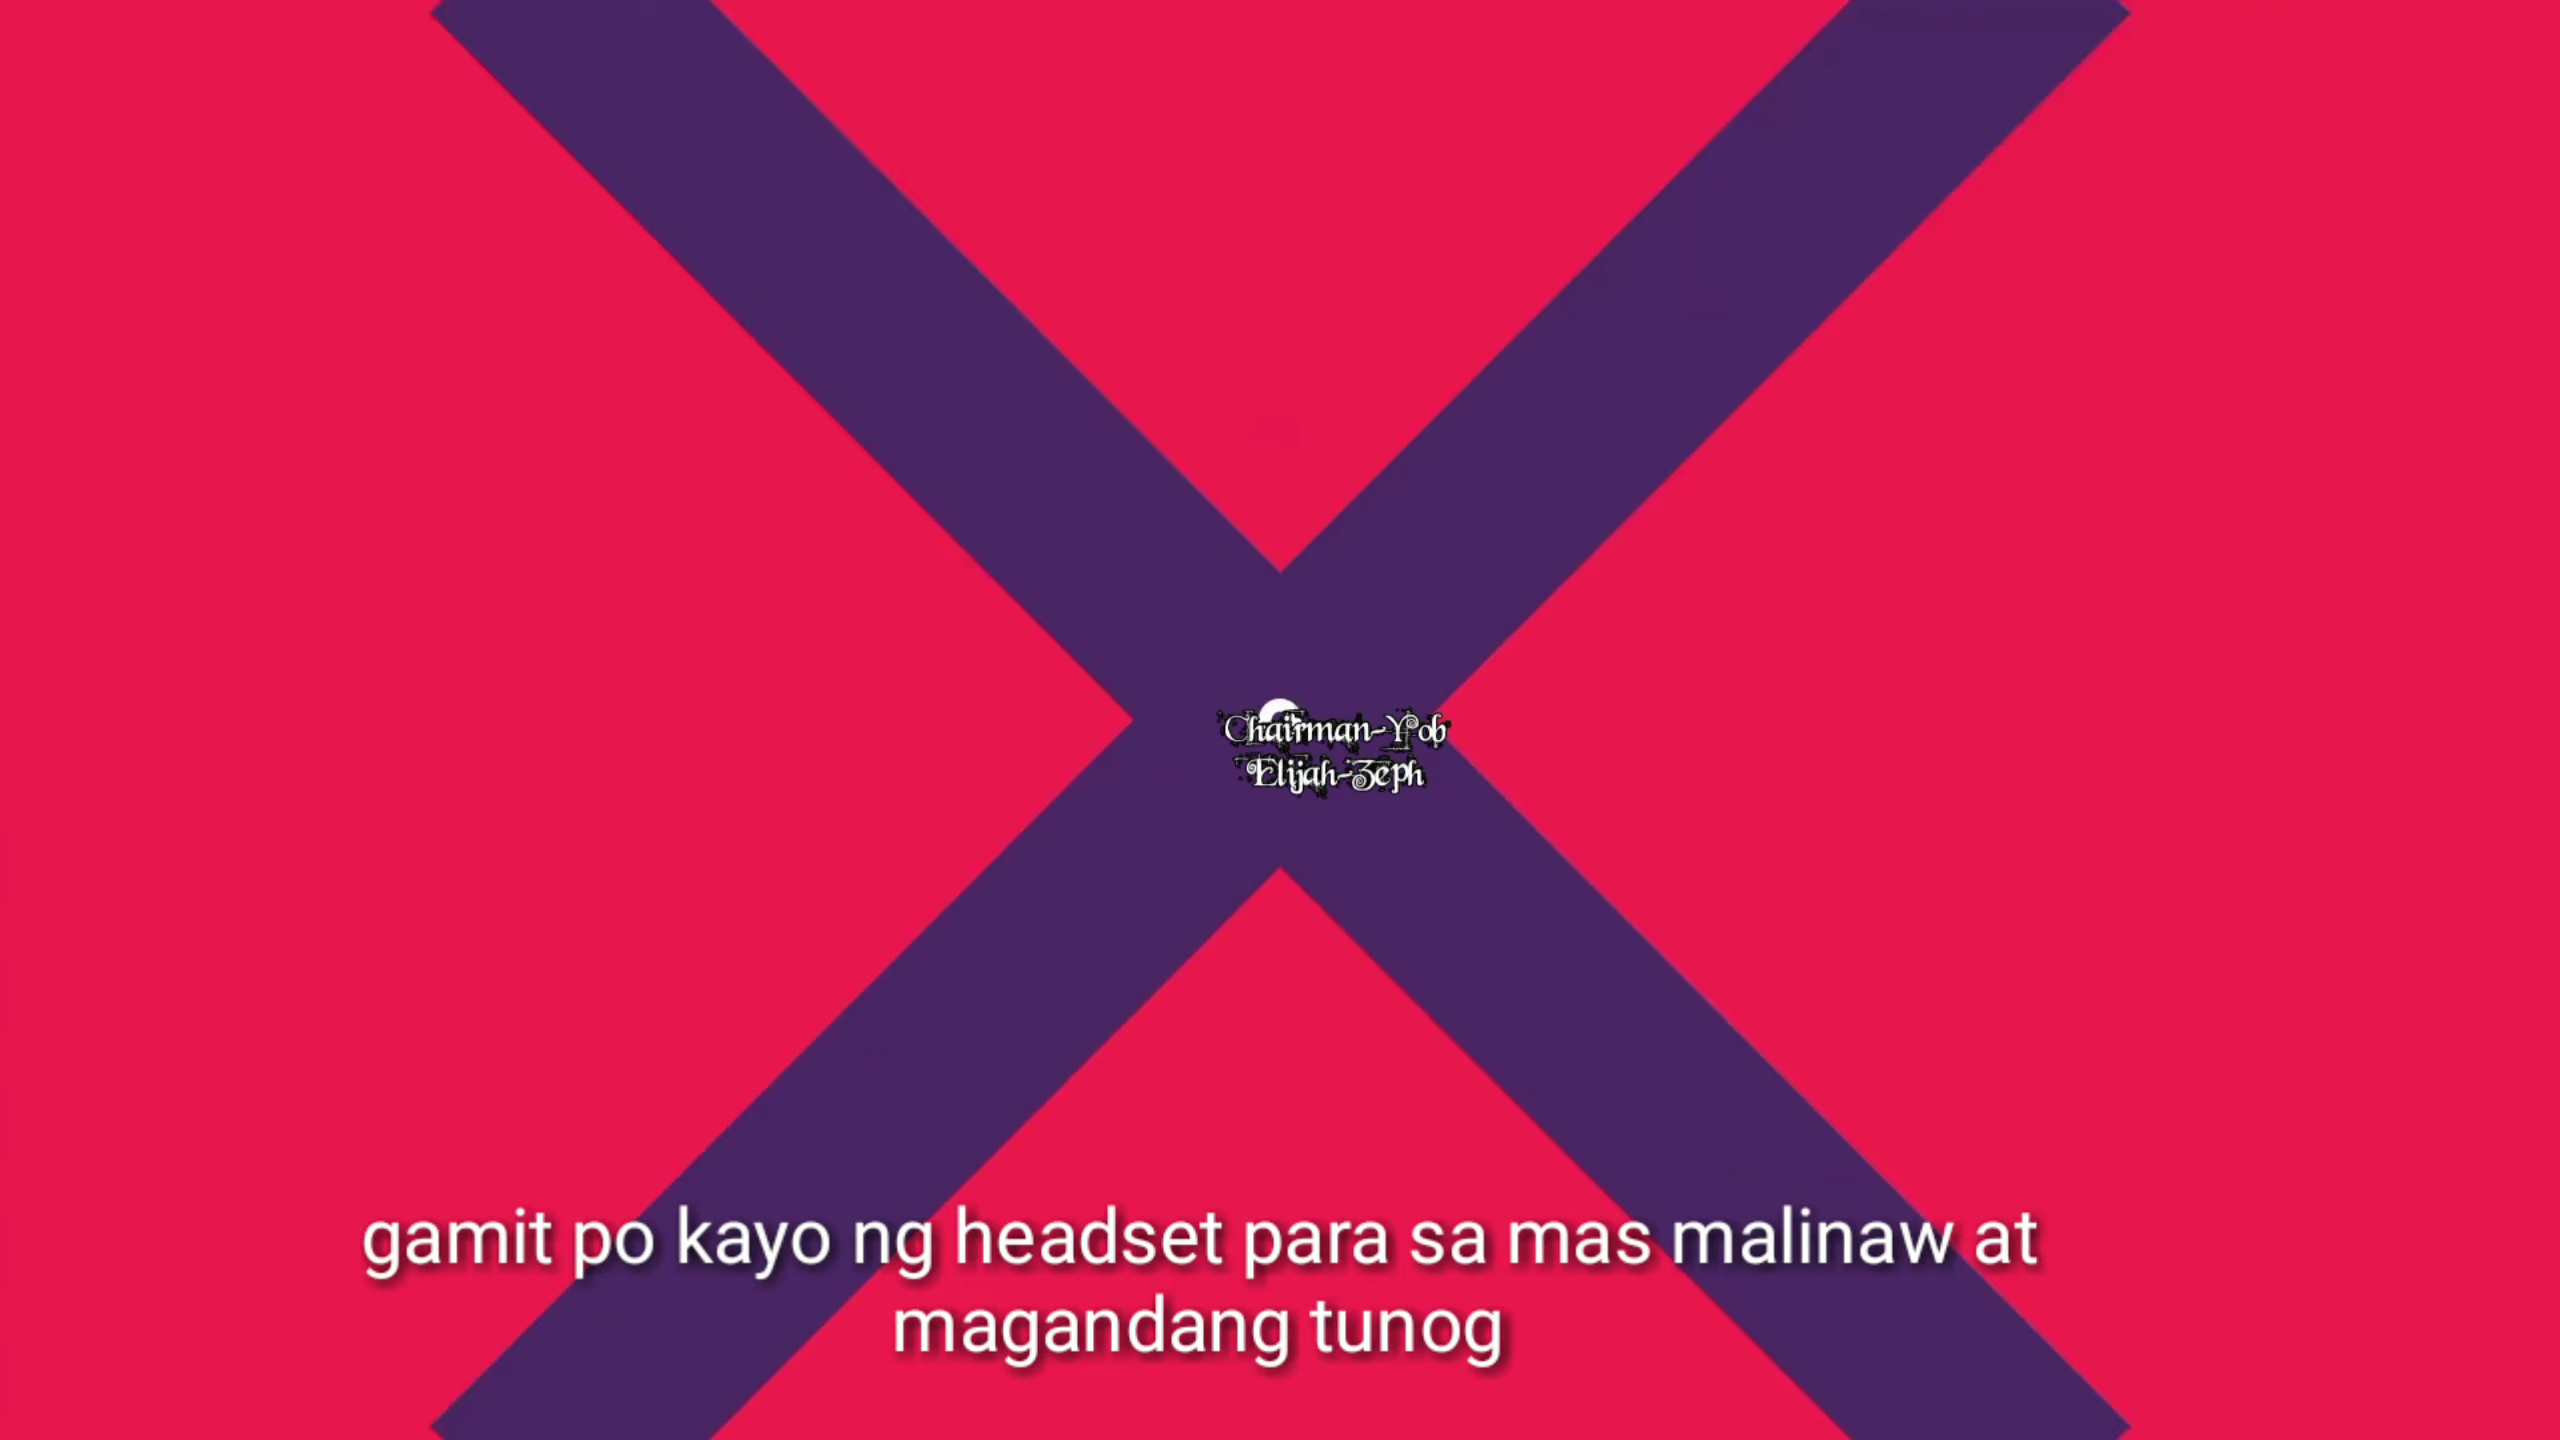 Chairman-Yob
Elijah-Zeph
gamit po kayo ng headset para sa mas malinaw at
magandang tunog